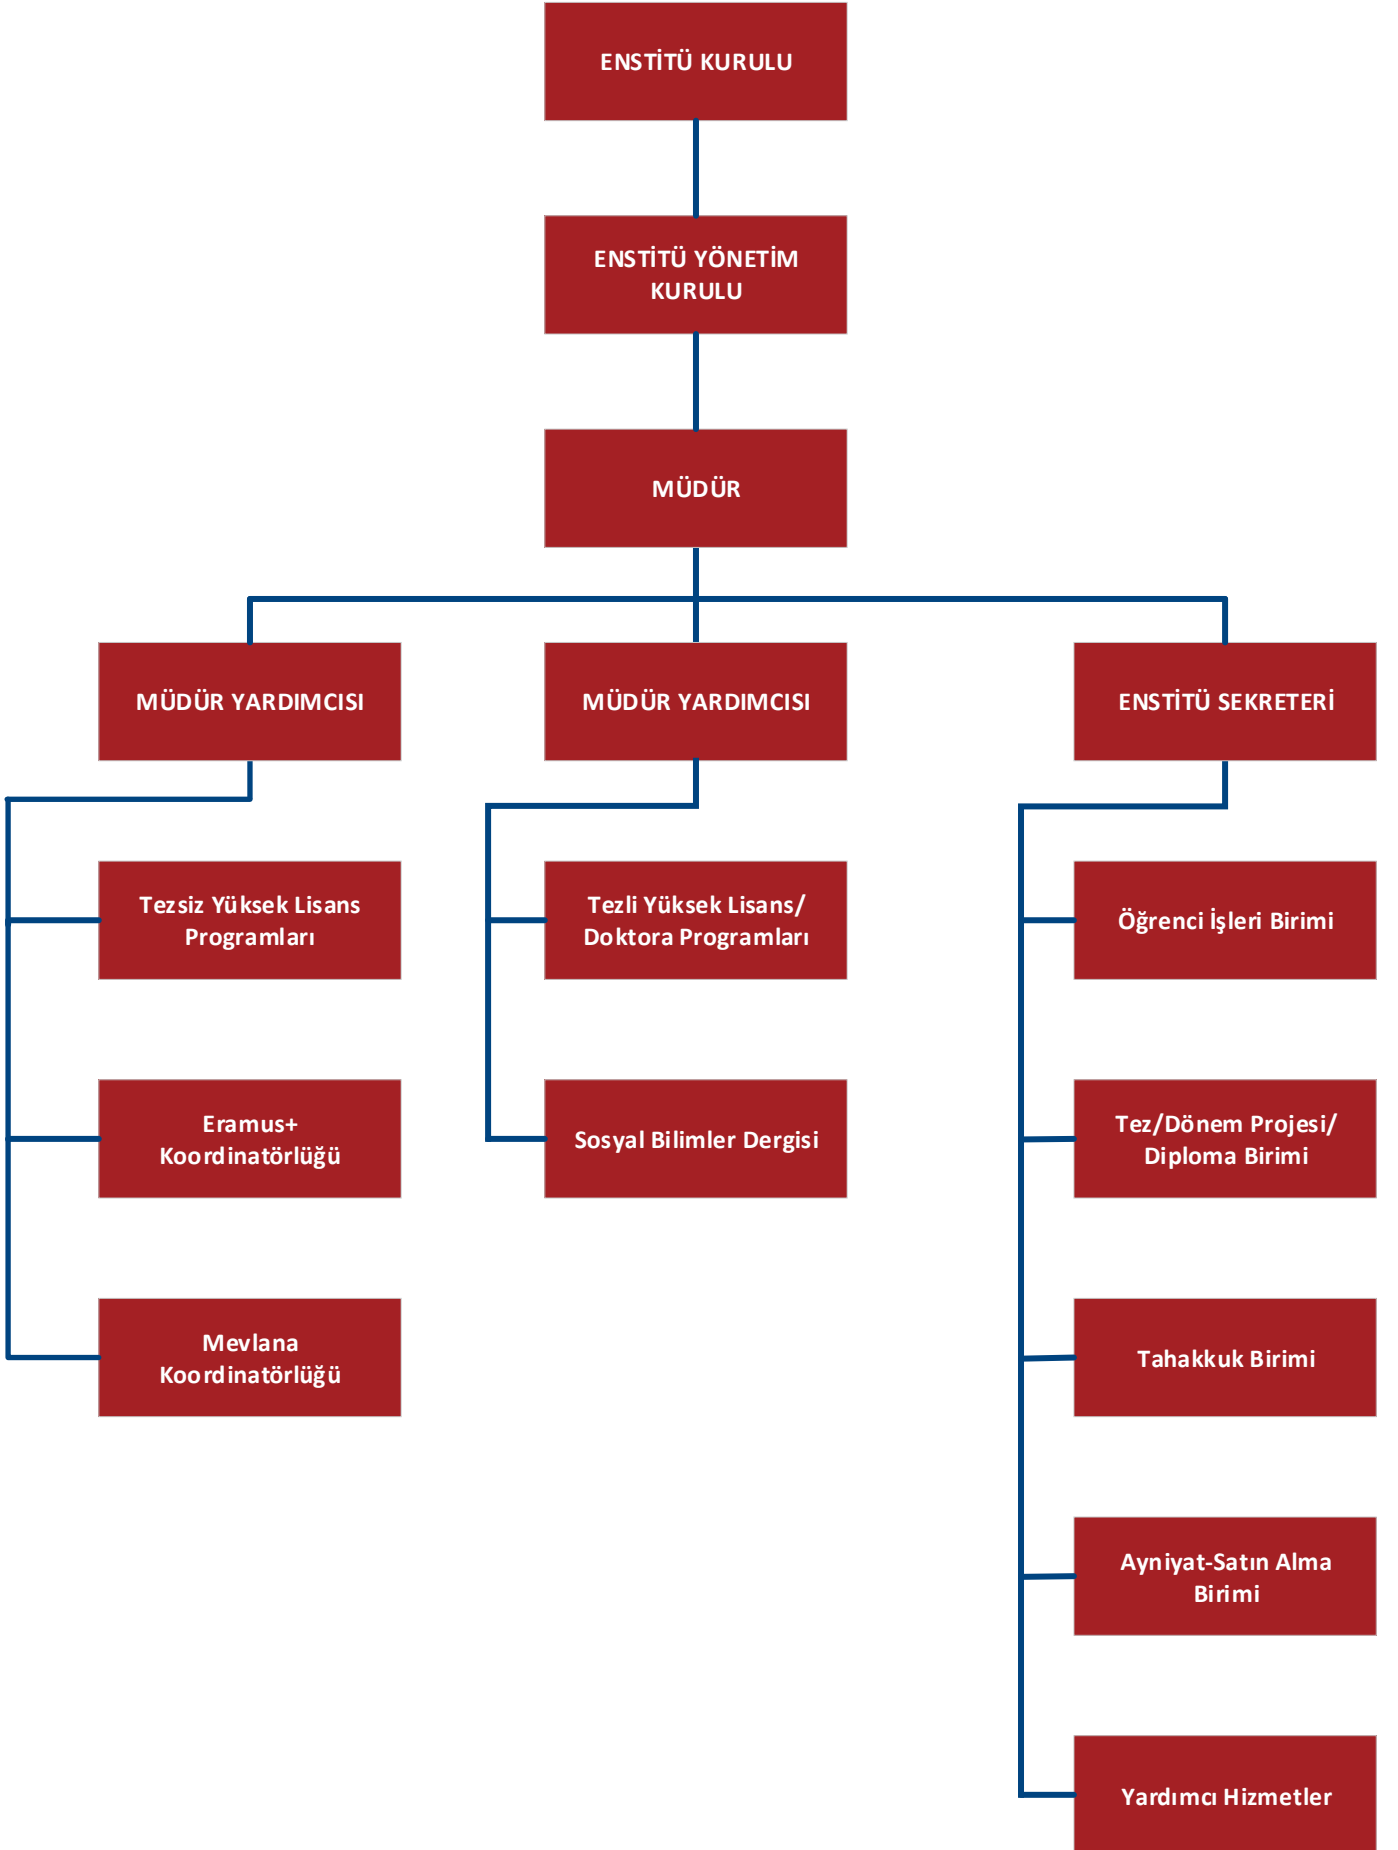 ENSTİTÜ KURULU
ENSTİTÜ YÖNETİM
KURULU
MÜDÜR
MÜDÜR YARDIMCISI
MÜDÜR YARDIMCISI
ENSTİTÜ SEKRETERİ
Tezsiz Yüksek Lisans
Programları
Tezli Yüksek Lisans/
Doktora Programları
Öğrenci İşleri Birimi
Eramus+
Koordinatörlüğü
Sosyal Bilimler Dergisi
Tez/Dönem Projesi/
Diploma Birimi
Mevlana
Koordinatörlüğü
Tahakkuk Birimi
Ayniyat-Satın Alma
Birimi
Yardımcı Hizmetler